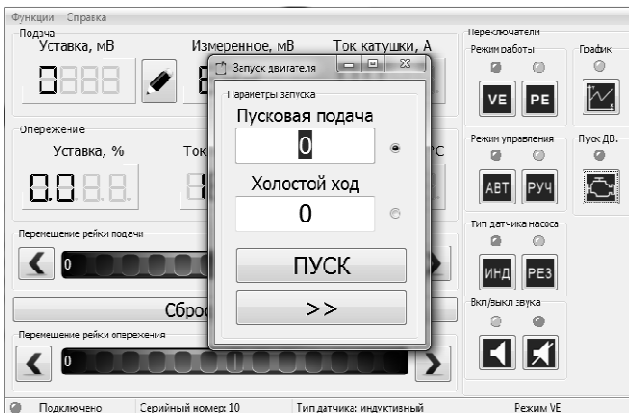 Функции Справка
Подача
Уставка, мВ Измеренное, мВ Ток катушки, А
Опережение
Уставка, % Ток °C
0.0
Перемещение рейки подачи
0
Сброс
Перемещение рейки опережения
0
Подключено Серийный номер: 10 Тип датчика: индуктивный Режим VE
Запуск двигателя
Параметры запуска
Пусковая подача
0
Холостой ход
0
ПУСК
>>
Переключатели
Режим работы График
VE PE
Режим управления Пуск ДВ.
АВТ РУЧ
Тип датчика насоса
ИНД РЕЗ
Вкл/выкл звука